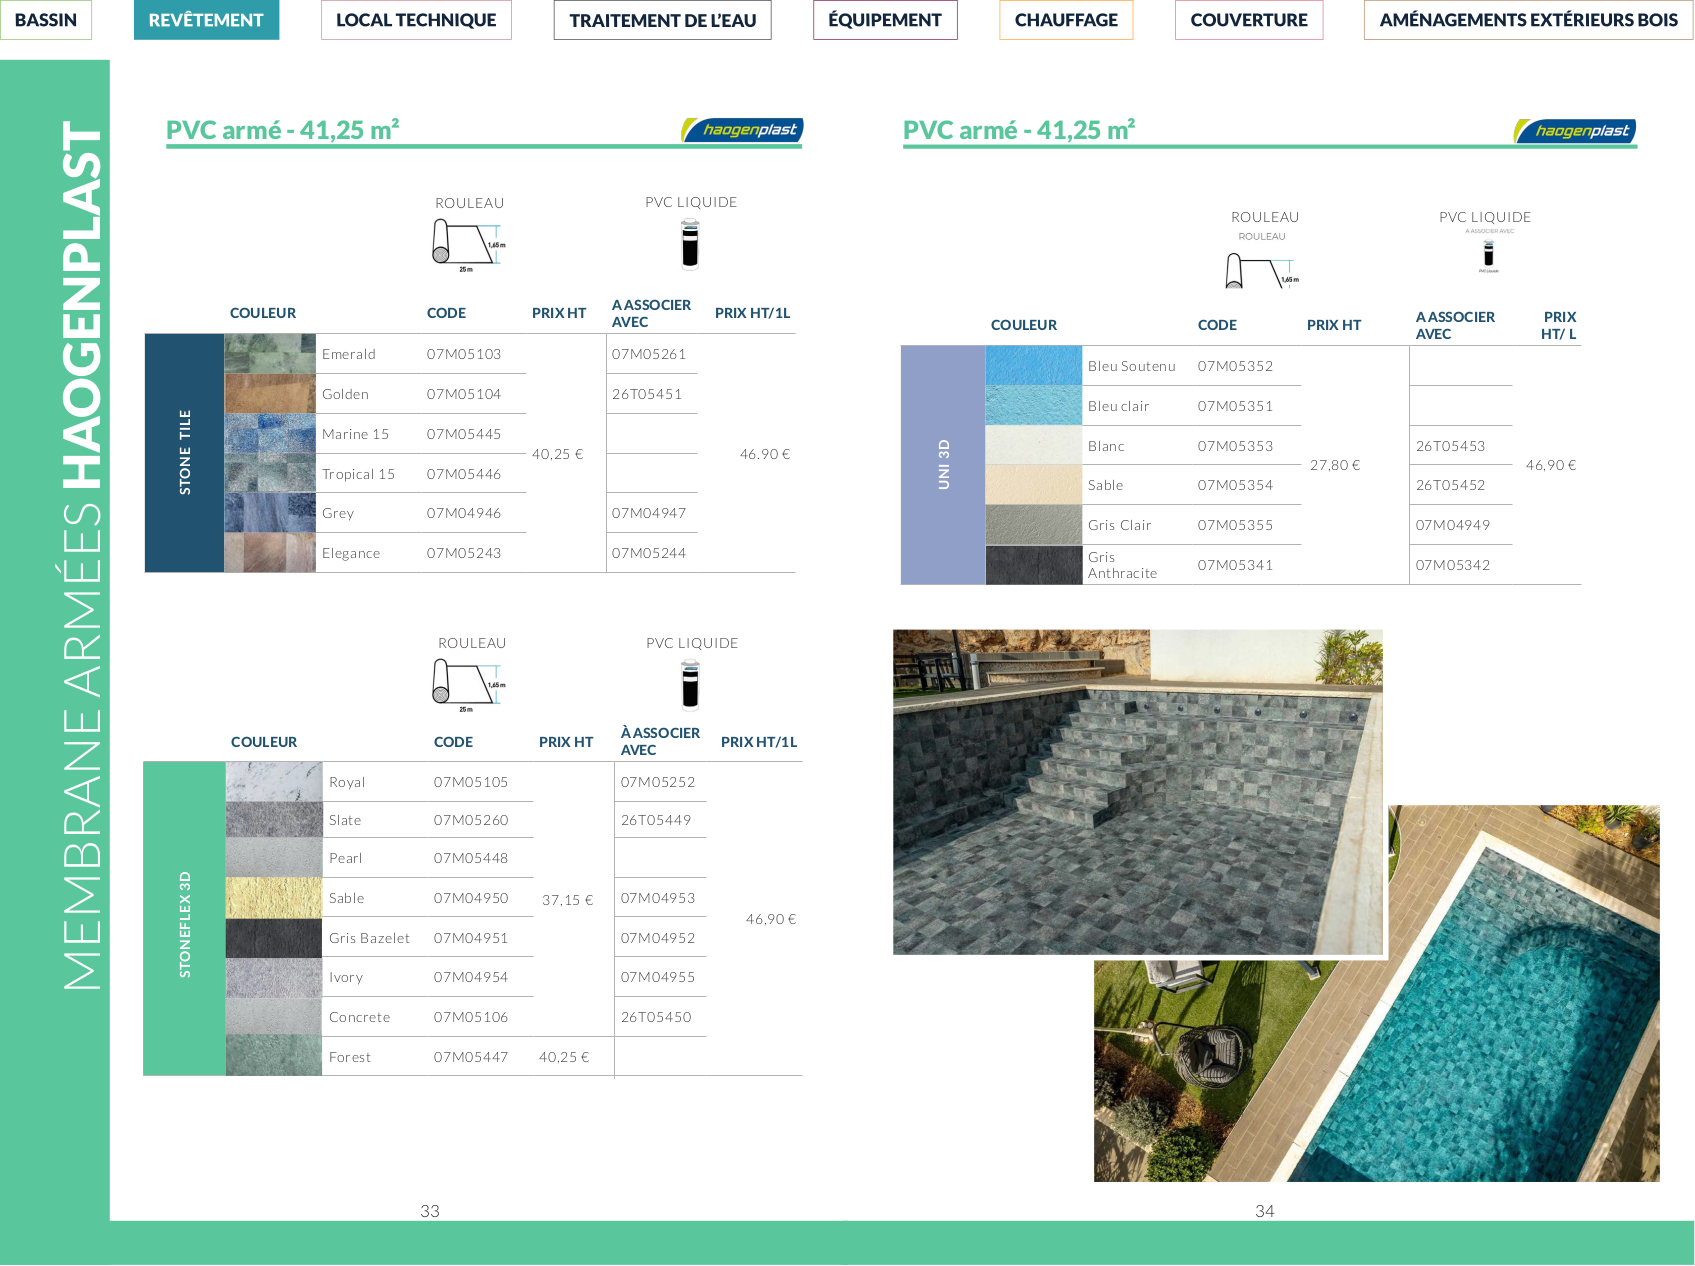 BASSIN
REVÊTEMENT
LOCAL TECHNIQUE
TRAITEMENT DE L'EAU
ÉQUIPEMENT
CHAUFFAGE
COUVERTURE
AMÉNAGEMENTS EXTÉRIEURS BOIS
MEMBRANE ARMÉES HAOGENPLAST
PVC armé - 41,25 m²
haogenplast
ROULEAU
1,65 m
25 m
PVC LIQUIDE
COULEUR CODE PRIX HT A ASSOCIER AVEC PRIX HT/1L
STONE TILE
Emerald 07M05103 07M05261
Golden 07M05104 26T05451
Marine 15 07M05445
40,25 € 46.90 €
Tropical 15 07M05446
Grey 07M04946 07M04947
Elegance 07M05243 07M05244
ROULEAU
1,65 m
25 m
PVC LIQUIDE
COULEUR CODE PRIX HT À ASSOCIER AVEC PRIX HT/1L
STONEFLEX 3D
Royal 07M05105 07M05252
Slate 07M05260 26T05449
Pearl 07M05448
Sable 07M04950 37,15 € 07M04953
46,90 €
Gris Bazelet 07M04951 07M04952
Ivory 07M04954 07M04955
Concrete 07M05106 26T05450
Forest 07M05447 40,25 €
33
PVC armé - 41,25 m²
haogenplast
ROULEAU
ROULEAU
1,65 m
PVC LIQUIDE
A ASSOCIER AVEC
PVC Liquide
COULEUR CODE PRIX HT A ASSOCIER AVEC PRIX HT/ L
UNI 3D
Bleu Soutenu 07M05352
Bleu clair 07M05351
Blanc 07M05353 26T05453
27,80 € 46,90 €
Sable 07M05354 26T05452
Gris Clair 07M05355 07M04949
Gris Anthracite 07M05341 07M05342
34